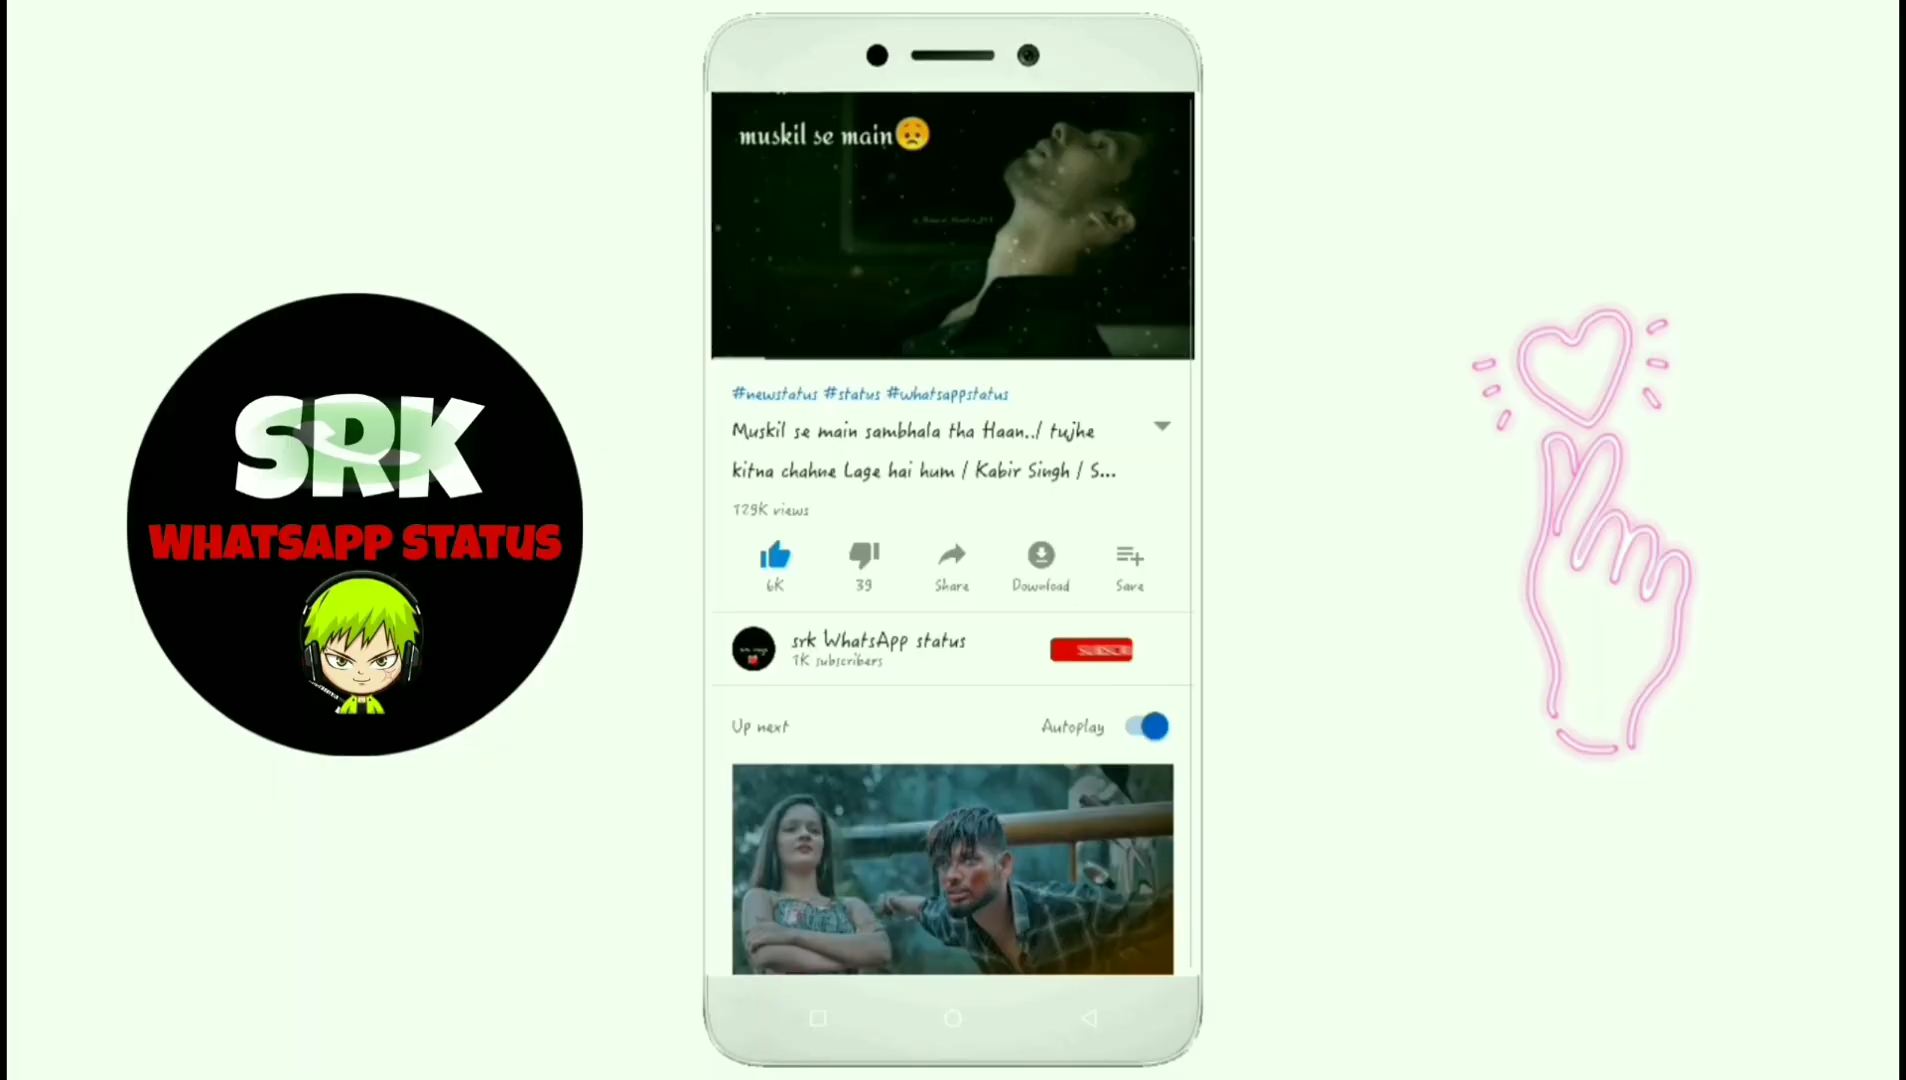 SRK
WHATSAPP STATUS
muskil se main
#newstatus #status #whatsappstatus
Muskil se main sambhala tha Haan../ tujhe
kitna chahne Lage hai hum / Kabir Singh / S...
129K views
6K
39
Share
Download
Save
srk WhatsApp status
1K subscribers
Up next
Autoplay